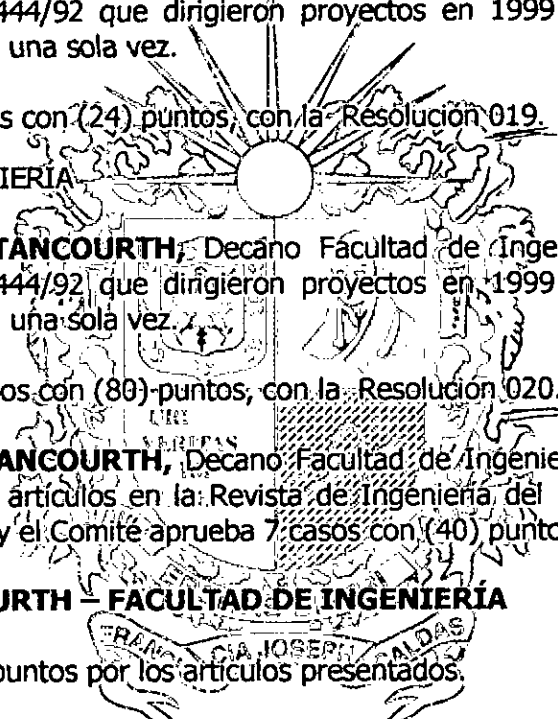 444/92 que dirigieron proyectos en 1999
una sola vez.
s con (24) puntos, con la Resolución 019.
IERIA
TANCOURTH, Decano Facultad de Inge
444/92 que dirigieron proyectos en 1999
una sola vez.
os con (80) puntos, con la Resolución 020.
ANCOURTH, Decano Facultad de Ingenie
artículos en la Revista de Ingeniería del
y el Comité aprueba 7 casos con (40) punto
URTH – FACULTAD DE INGENIERÍA
puntos por los artículos presentados.